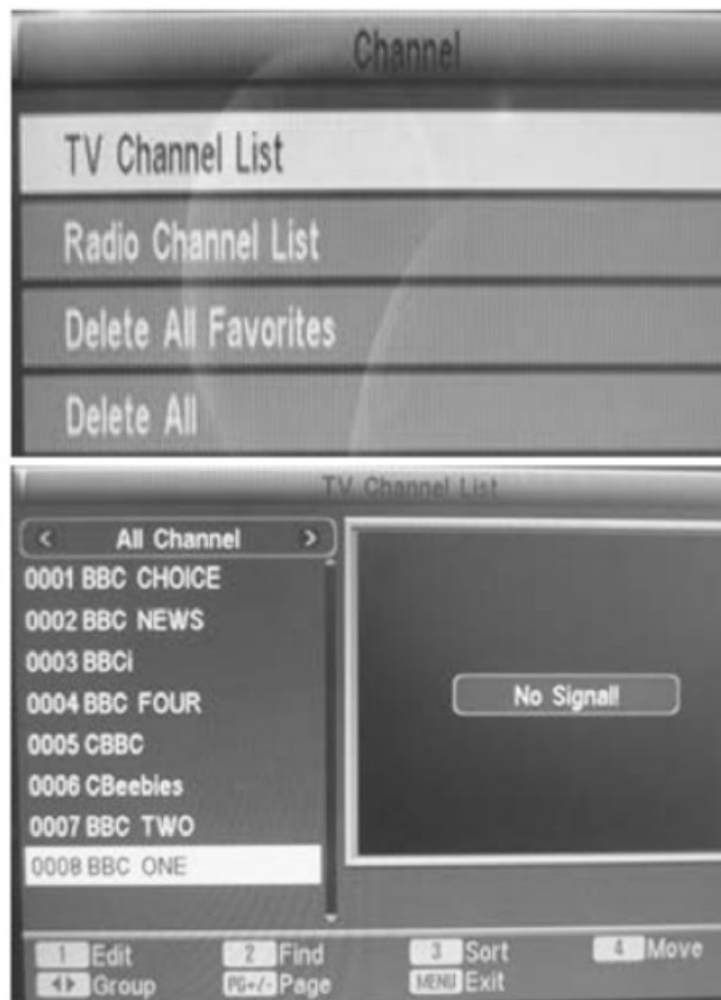 Channel
TV Channel List
Radio Channel List
Delete All Favorites
Delete All
TV Channel List
< All Channel >
0001 BBC CHOICE
0002 BBC NEWS
0003 BBCi
0004 BBC FOUR
0005 CBBC
0006 CBeebies
0007 BBC TWO
0008 BBC ONE
No Signal!
1 Edit 2 Find 3 Sort 4 Move
Group PG+/- Page MENU Exit